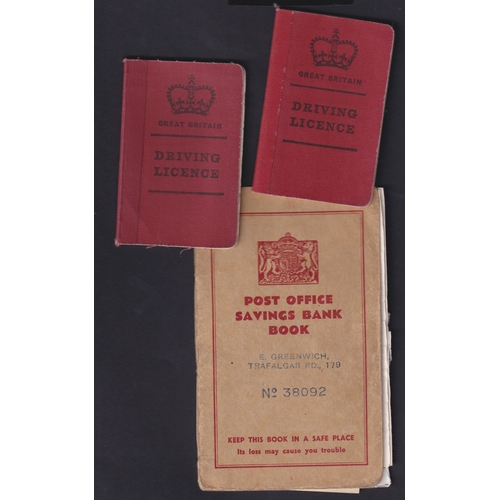 GREAT BRITAIN
DRIVING
LICENCE
GREAT BRITAIN
DRIVING
LICENCE
POST OFFICE
SAVINGS BANK
BOOK
E. GREENWICH,
TRAFALGAR RD., 179
Nº 38092
KEEP THIS BOOK IN A SAFE PLACE
Its loss may cause you trouble